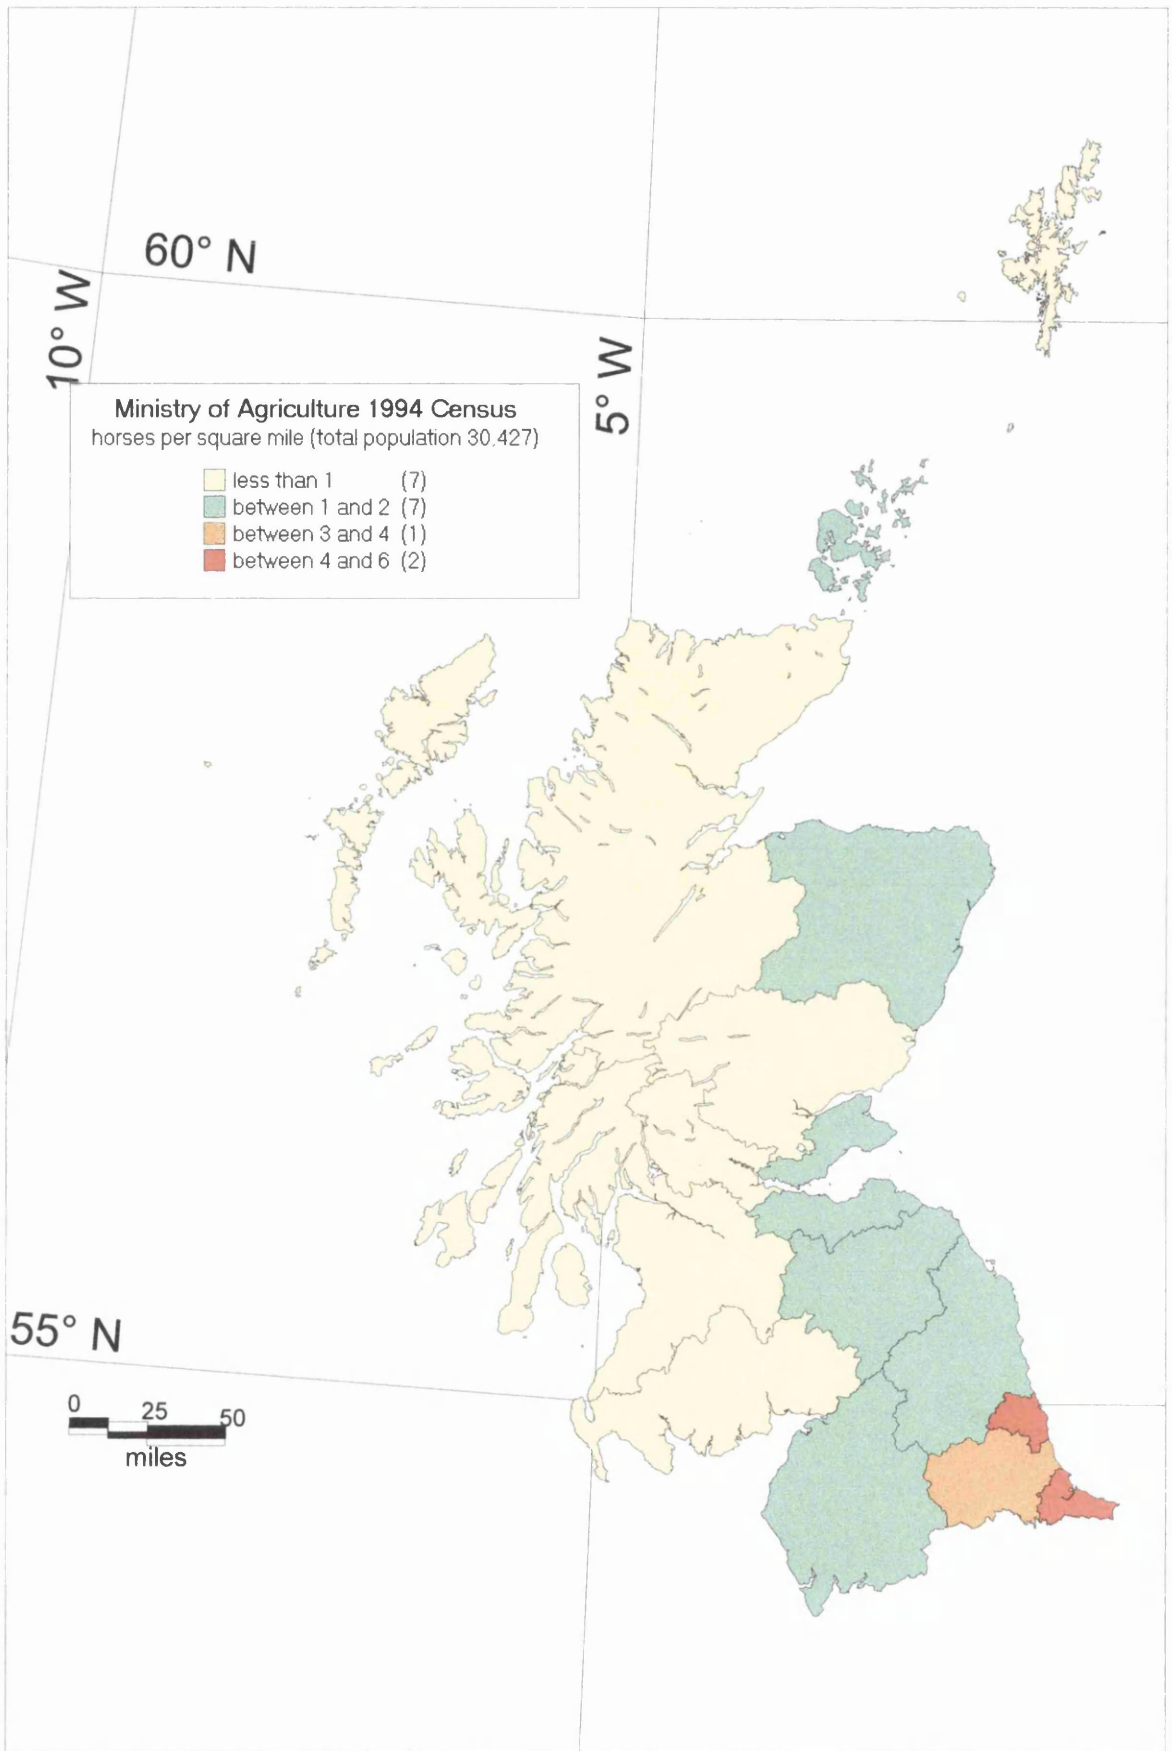 60° N
10° W
5° W
Ministry of Agriculture 1994 Census
horses per square mile (total population 30.427)
less than 1 (7)
between 1 and 2 (7)
between 3 and 4 (1)
between 4 and 6 (2)
55° N
0 25 50
miles